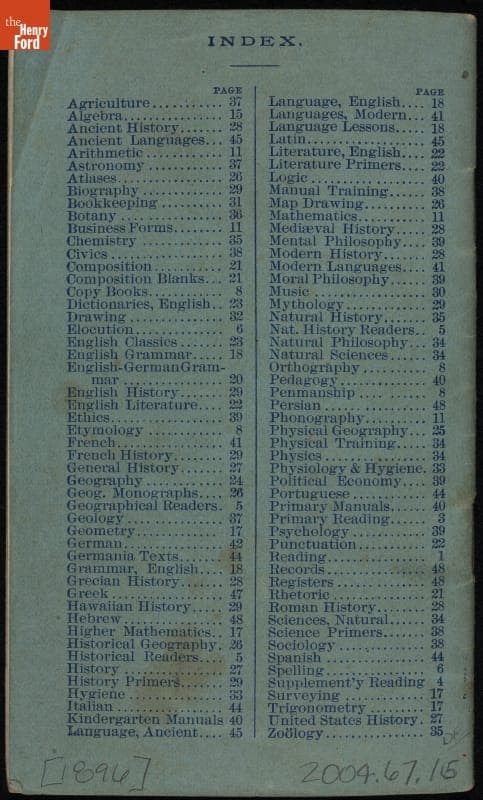 the
Henry
Ford
INDEX.
PAGE
Agriculture........... 37
Algebra............... 15
Ancient History....... 28
Ancient Languages... 45
Arithmetic ............ 11
Astronomy ............ 37
Atlases................ 26
Biography ............. 29
Bookkeeping .......... 31
Botany ................ 36
Business Forms....... 11
Chemistry ............ 35
Civics ................. 38
Composition .......... 21
Composition Blanks... 21
Copy Books............ 8
Dictionaries, English.. 23
Drawing ............... 32
Elocution .............. 6
English Classics ...... 23
English Grammar..... 18
English-German Gram-
mar ................. 20
English History....... 29
English Literature.... 22
Ethics.................. 39
Etymology ............ 8
French................. 41
French History........ 29
General History....... 27
Geography ............ 24
Geog. Monographs.... 26
Geographical Readers. 5
Geology ............... 37
Geometry.............. 17
German................ 42
Germania Texts....... 44
Grammar, English.... 18
Grecian History....... 28
Greek .................. 47
Hawaiian History..... 29
Hebrew................ 48
Higher Mathematics.. 17
Historical Geography. 26
Historical Readers.... 5
History ................ 27
History Primers....... 29
Hygiene ............... 33
Italian ................. 44
Kindergarten Manuals 40
Language, Ancient.... 45
PAGE
Language, English.... 18
Languages, Modern... 41
Language Lessons..... 18
Latin................... 45
Literature, English.... 22
Literature Primers.... 22
Logic .................. 40
Manual Training...... 38
Map Drawing.......... 26
Mathematics........... 11
Mediæval History..... 28
Mental Philosophy.... 39
Modern History....... 28
Modern Languages.... 41
Moral Philosophy...... 39
Music .................. 30
Mythology............. 29
Natural History....... 35
Nat. History Readers.. 5
Natural Philosophy... 34
Natural Sciences...... 34
Orthography .......... 8
Pedagogy.............. 40
Penmanship ........... 8
Persian ................ 48
Phonography.......... 11
Physical Geography... 25
Physical Training..... 34
Physics ................ 34
Physiology & Hygiene. 33
Political Economy..... 39
Portuguese ............ 44
Primary Manuals...... 40
Primary Reading...... 3
Psychology ............ 39
Punctuation........... 22
Reading................ 1
Records................ 48
Registers .............. 48
Rhetoric ............... 21
Roman History........ 28
Sciences, Natural...... 34
Science Primers....... 38
Sociology .............. 38
Spanish ................ 44
Spelling................ 6
Supplement'y Reading 4
Surveying ............. 17
Trigonometry ......... 17
United States History. 27
Zoölogy................ 35
[1896]
2004.67.15